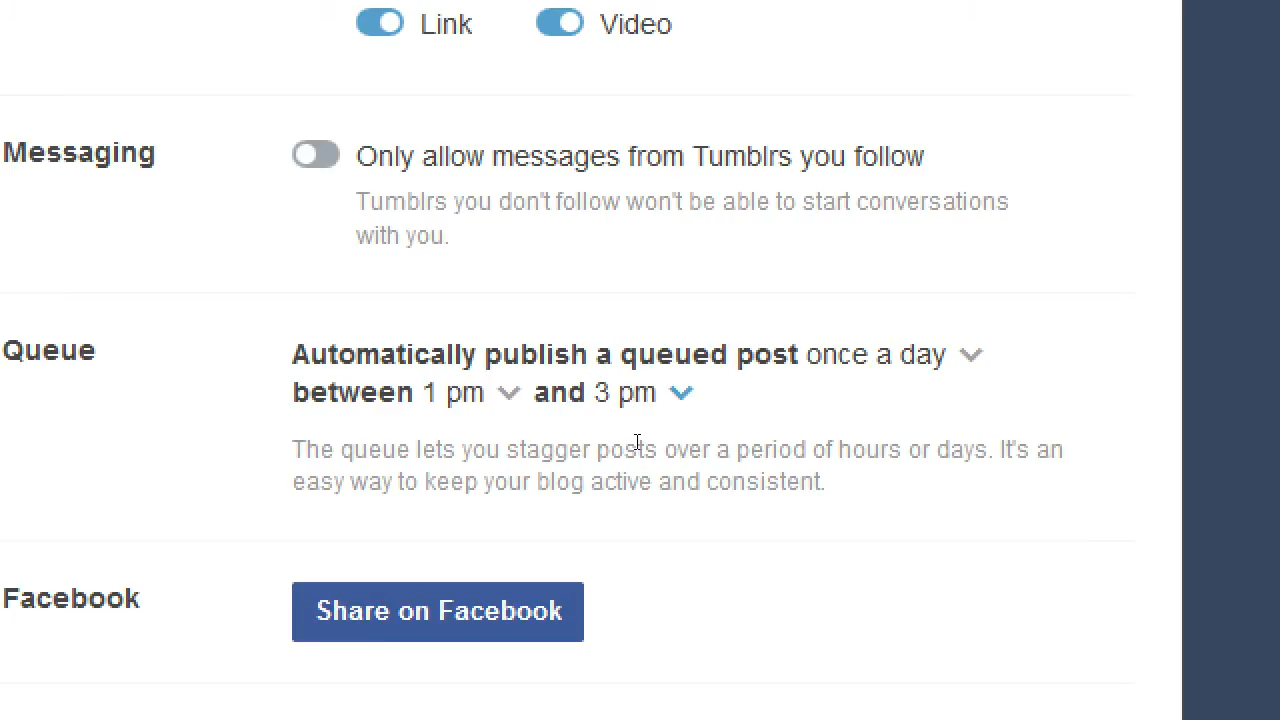 Link Video
Messaging Only allow messages from Tumblrs you follow
Tumblrs you don't follow won't be able to start conversations
with you.
Queue Automatically publish a queued post once a day
between 1 pm and 3 pm
The queue lets you stagger posts over a period of hours or days. It's an
easy way to keep your blog active and consistent.
Facebook Share on Facebook